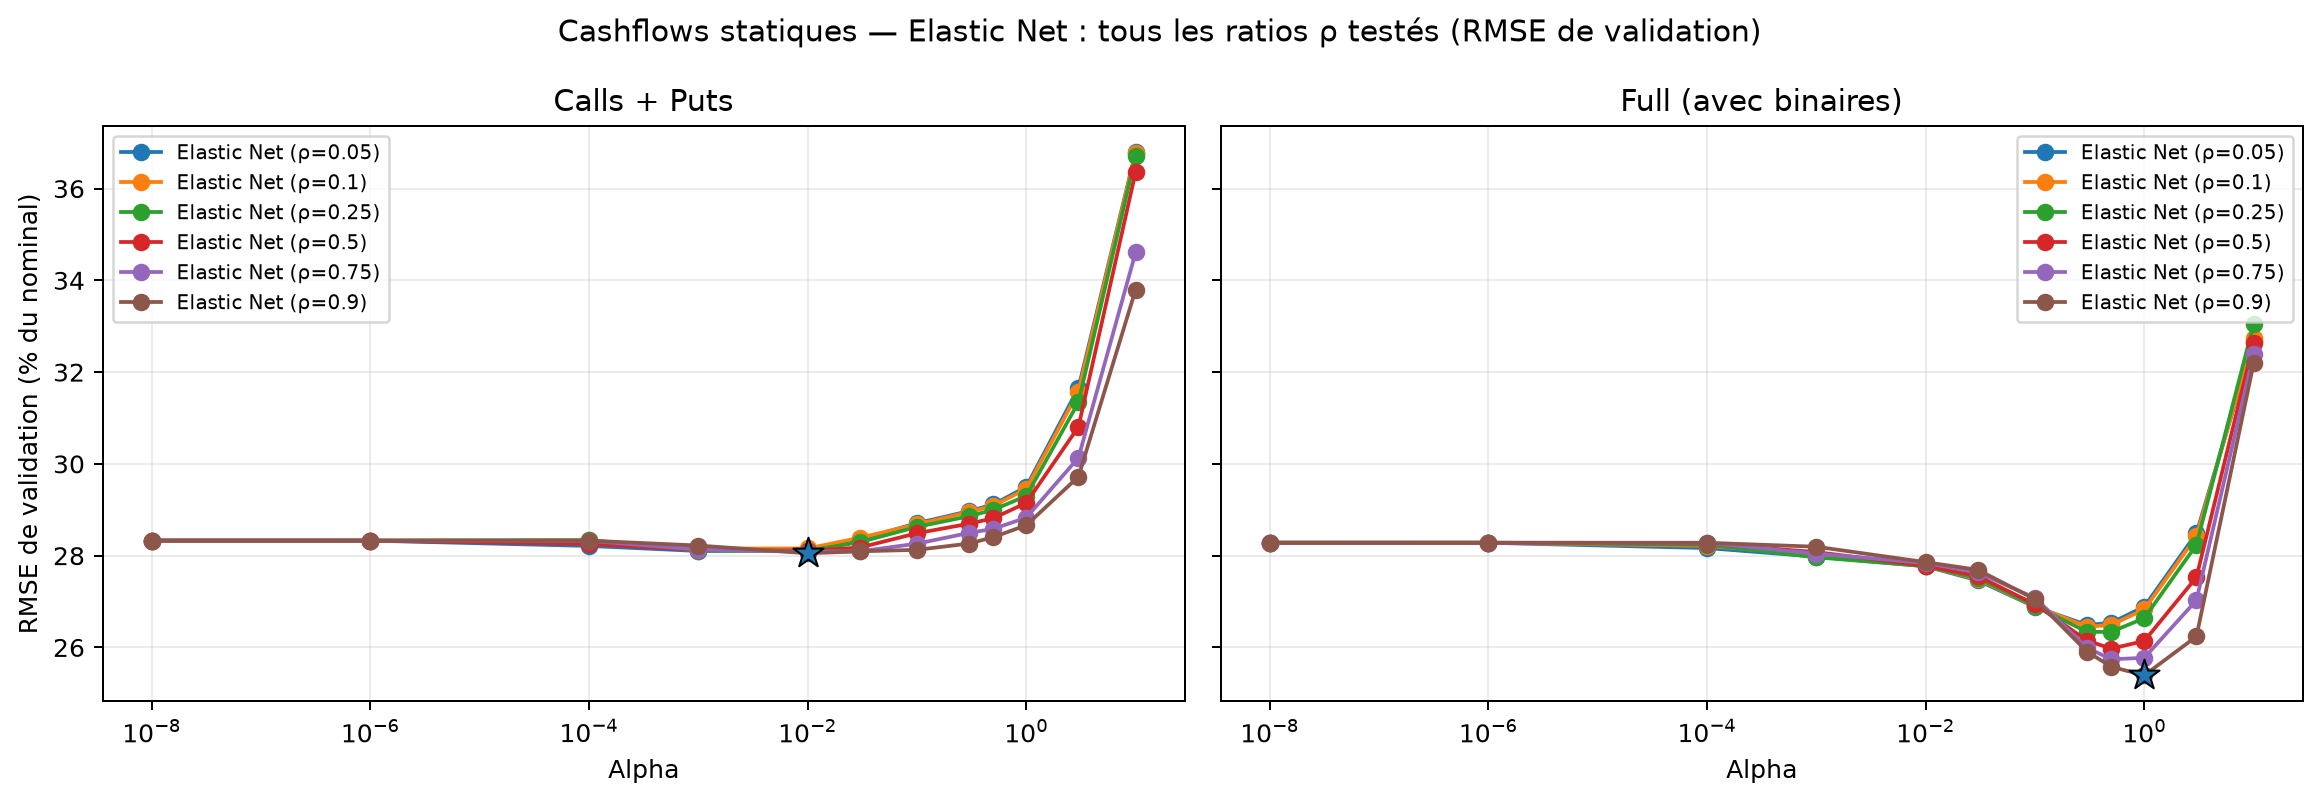 Cashflows statiques — Elastic Net : tous les ratios ρ testés (RMSE de validation)
Calls + Puts
RMSE de validation (% du nominal)
36
34
32
30
28
26
Elastic Net (ρ=0.05)
Elastic Net (ρ=0.1)
Elastic Net (ρ=0.25)
Elastic Net (ρ=0.5)
Elastic Net (ρ=0.75)
Elastic Net (ρ=0.9)
10⁻⁸ 10⁻⁶ 10⁻⁴ 10⁻² 10⁰
Alpha
Full (avec binaires)
Elastic Net (ρ=0.05)
Elastic Net (ρ=0.1)
Elastic Net (ρ=0.25)
Elastic Net (ρ=0.5)
Elastic Net (ρ=0.75)
Elastic Net (ρ=0.9)
10⁻⁸ 10⁻⁶ 10⁻⁴ 10⁻² 10⁰
Alpha